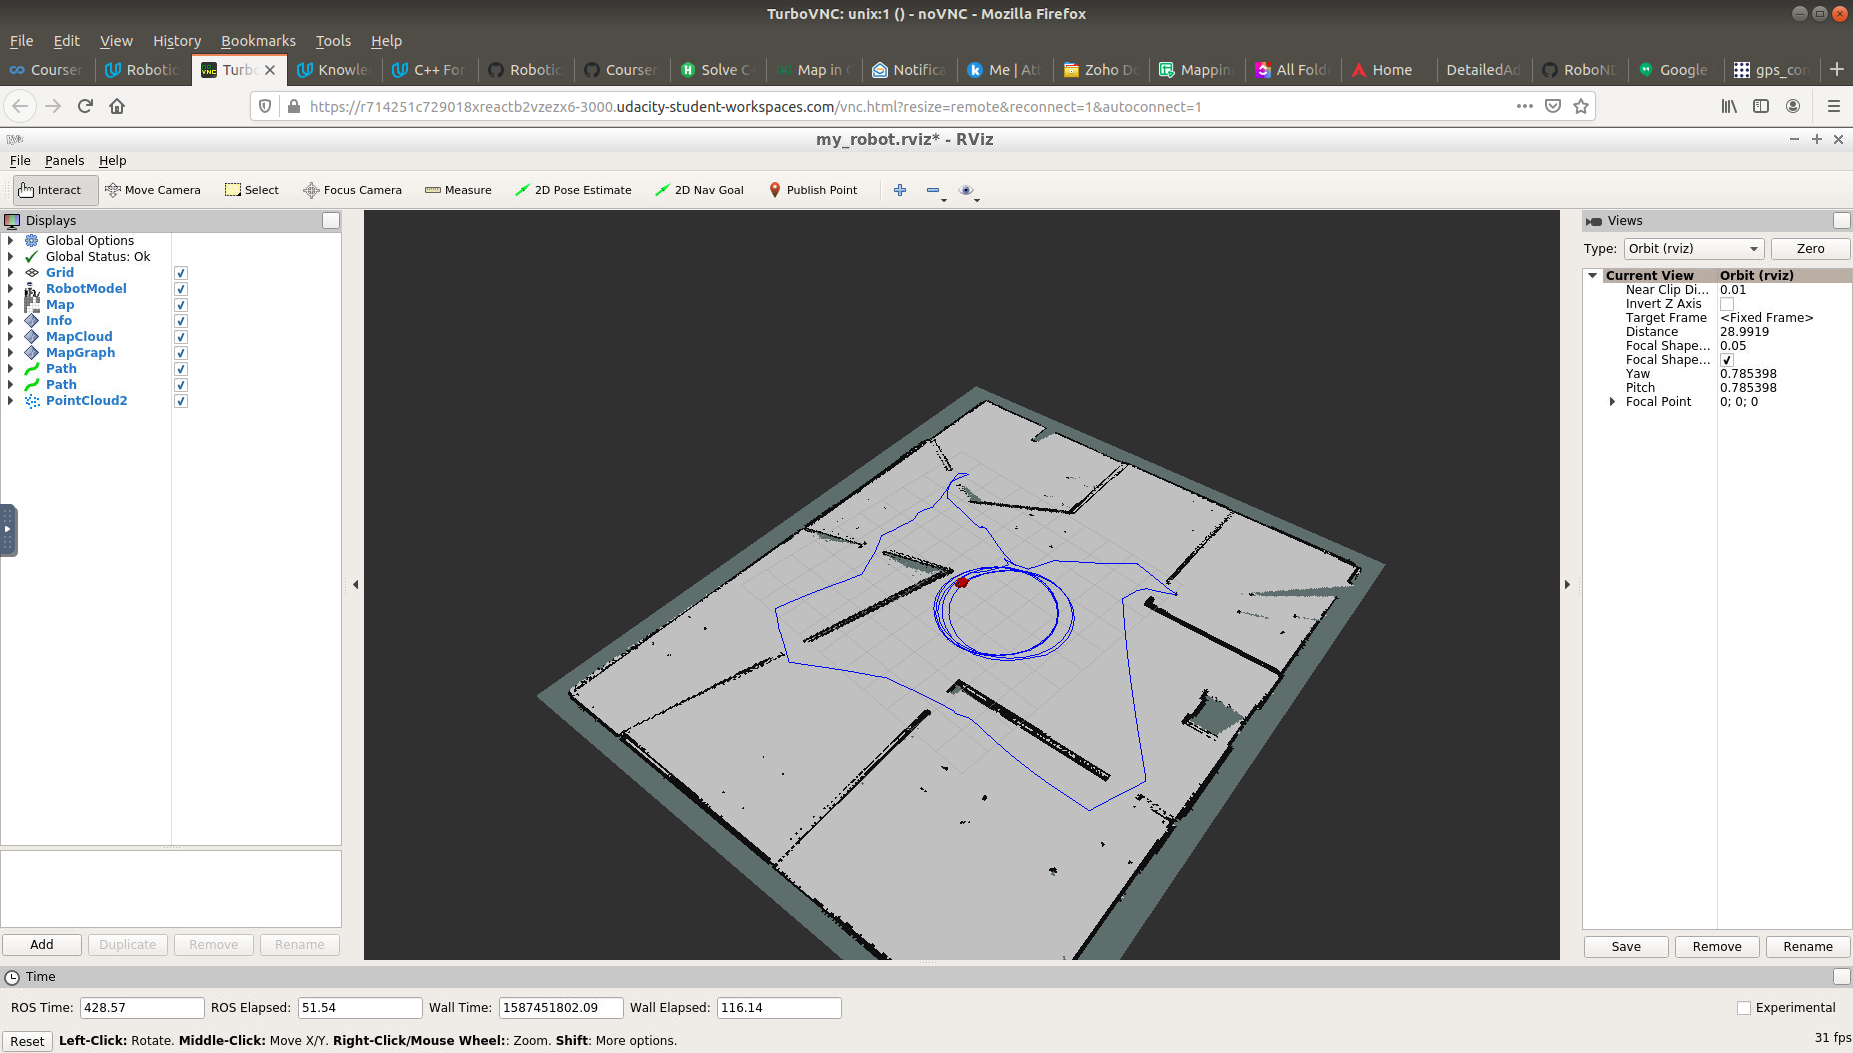 TurboVNC: unix:1 () - noVNC - Mozilla Firefox
File Edit View History Bookmarks Tools Help
Courser Robotic Turb Knowle C++ For Robotic Courser Solve C Map in Notifica Me | Att Zoho Do Mapping All Fold Home DetailedAd RoboND Google gps_co
https://r714251c729018xreactb2vzezx6-3000.udacity-student-workspaces.com/vnc.html?resize=remote&reconnect=1&autoconnect=1
RViz my_robot.rviz* - RViz
File Panels Help
Interact Move Camera Select Focus Camera Measure 2D Pose Estimate 2D Nav Goal Publish Point
Displays
Global Options
Global Status: Ok
Grid
RobotModel
Map
Info
MapCloud
MapGraph
Path
Path
PointCloud2
Add Duplicate Remove Rename
Views
Type: Orbit (rviz) Zero
Current View Orbit (rviz)
Near Clip Di... 0.01
Invert Z Axis
Target Frame <Fixed Frame>
Distance 28.9919
Focal Shape... 0.05
Focal Shape...
Yaw 0.785398
Pitch 0.785398
Focal Point 0; 0; 0
Save Remove Rename
Time
ROS Time: 428.57 ROS Elapsed: 51.54 Wall Time: 1587451802.09 Wall Elapsed: 116.14 Experimental
Reset Left-Click: Rotate. Middle-Click: Move X/Y. Right-Click/Mouse Wheel:: Zoom. Shift: More options. 31 fps